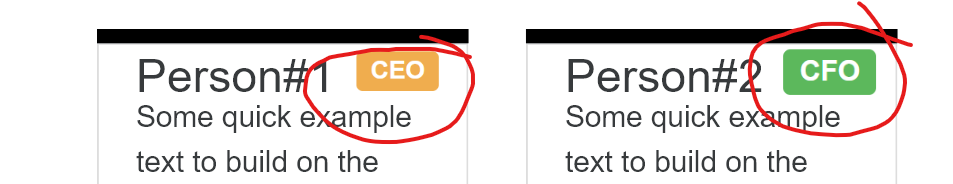 Person#1 CEO
Some quick example
text to build on the
Person#2 CFO
Some quick example
text to build on the